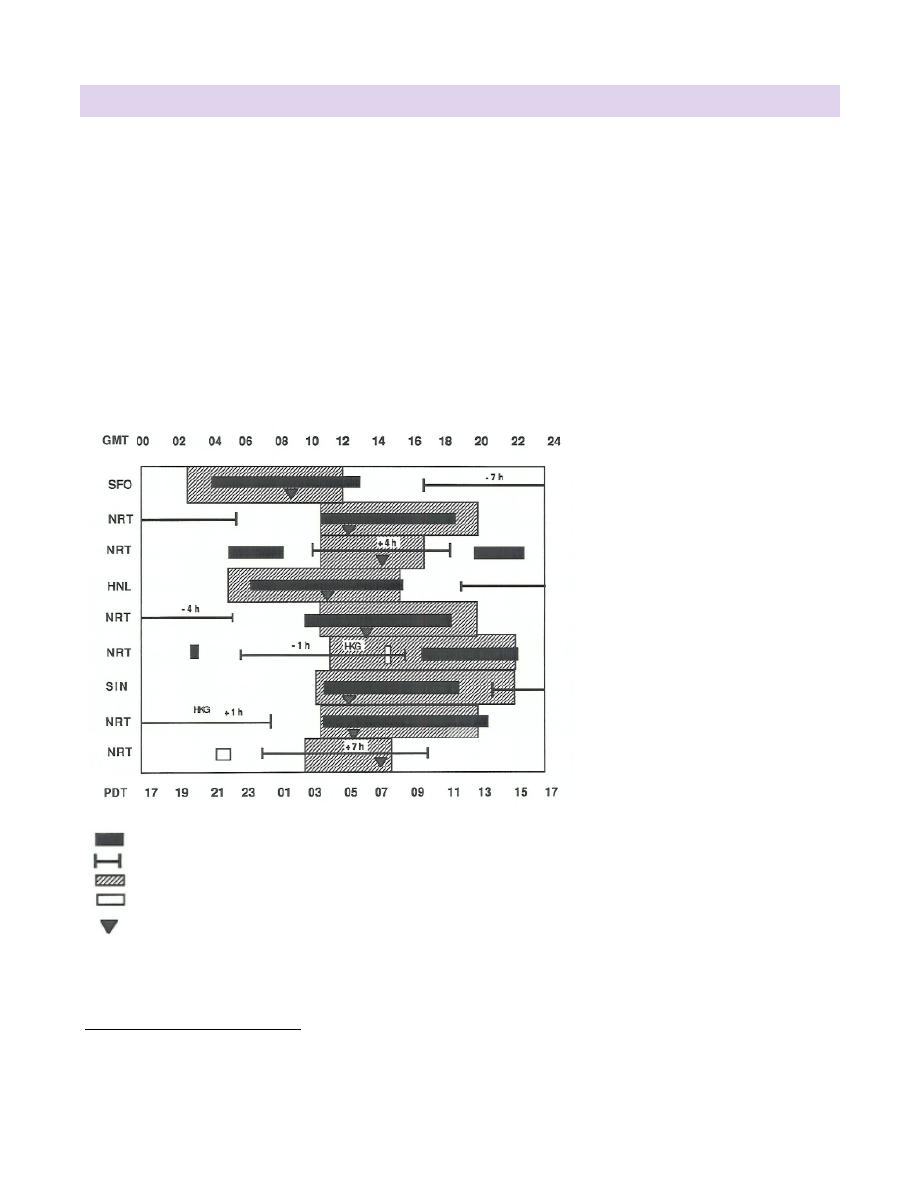 GMT 00 02 04 06 08 10 12 14 16 18 20 22 24
SFO - 7 h
NRT
NRT + 4 h
HNL
NRT - 4 h
NRT - 1 h HKG
SIN
NRT HKG + 1 h
NRT + 7 h
PDT 17 19 21 23 01 03 05 07 09 11 13 15 17